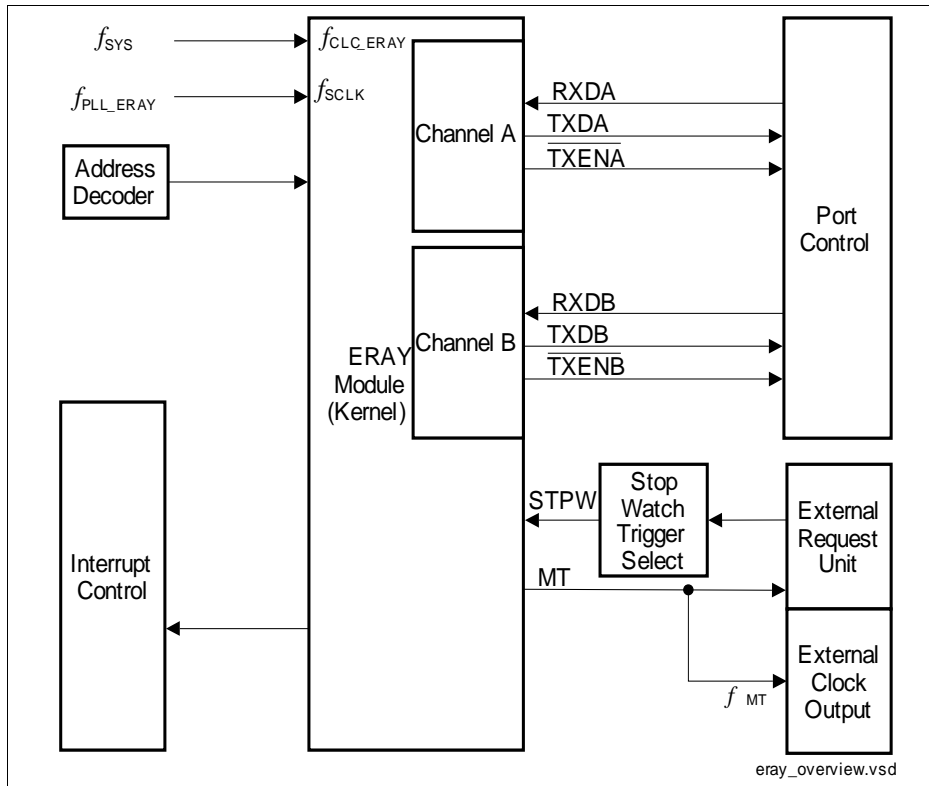 fSYS
fCLC_ERAY
fPLL_ERAY
fSCLK
Address
Decoder
Channel A
RXDA
TXDA
TXENA
Port
Control
Channel B
RXDB
TXDB
TXENB
ERAY
Module
(Kernel)
Interrupt
Control
STPW
Stop
Watch
Trigger
Select
External
Request
Unit
MT
External
Clock
Output
f MT
eray_overview.vsd